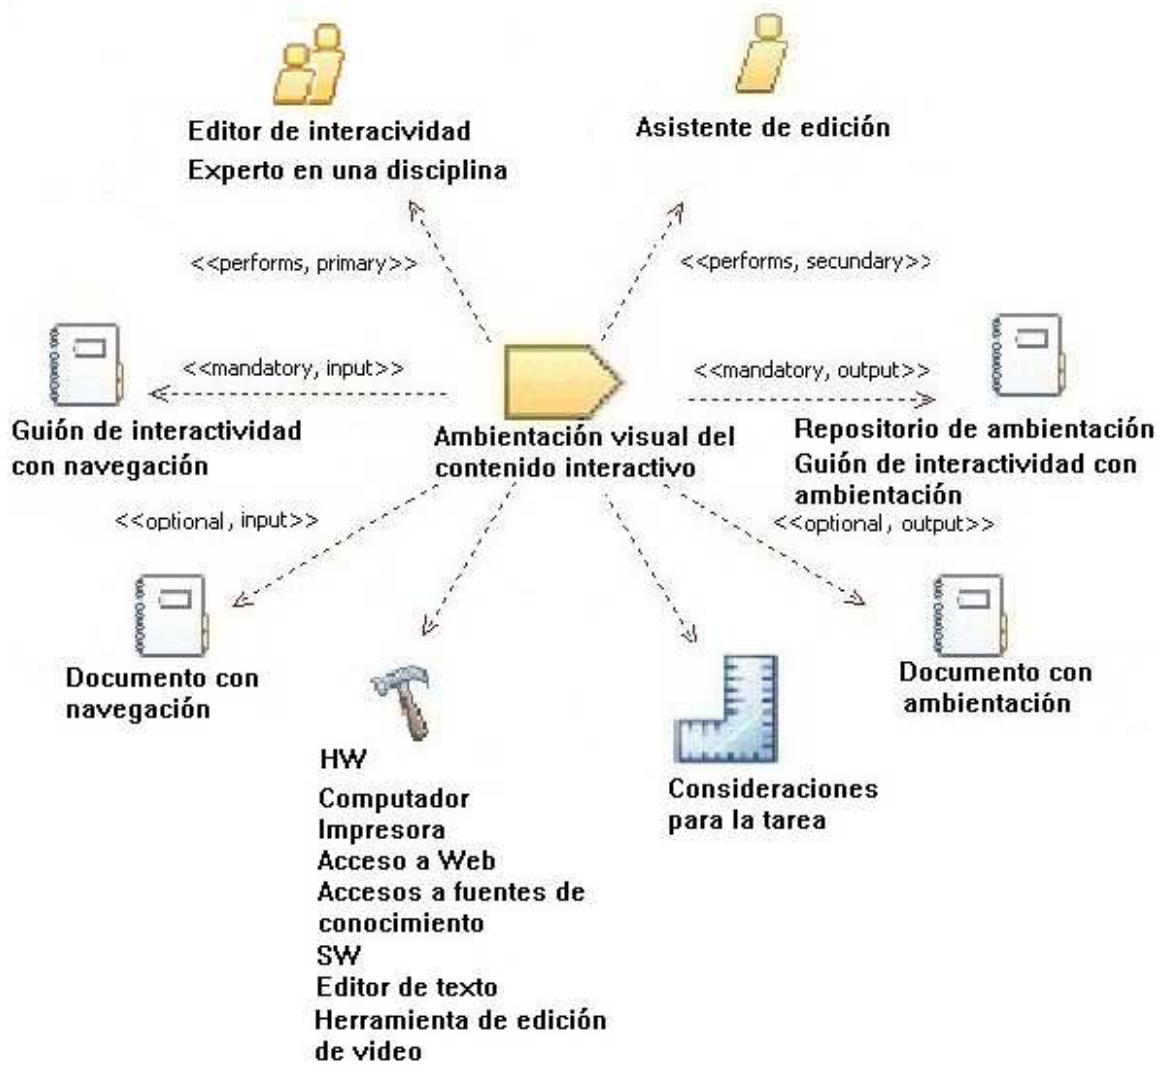 Editor de interacividad
Experto en una disciplina
Asistente de edición
<<performs, primary>>
<<performs, secundary>>
<<mandatory, input>>
<<mandatory, output>>
Guión de interactividad
con navegación
Ambientación visual del
contenido interactivo
Repositorio de ambientación
Guión de interactividad con
ambientación
<<optional, input>>
<<optional, output>>
Documento con
navegación
Documento con
ambientación
HW
Computador
Impresora
Acceso a Web
Accesos a fuentes de
conocimiento
SW
Editor de texto
Herramienta de edición
de video
Consideraciones
para la tarea